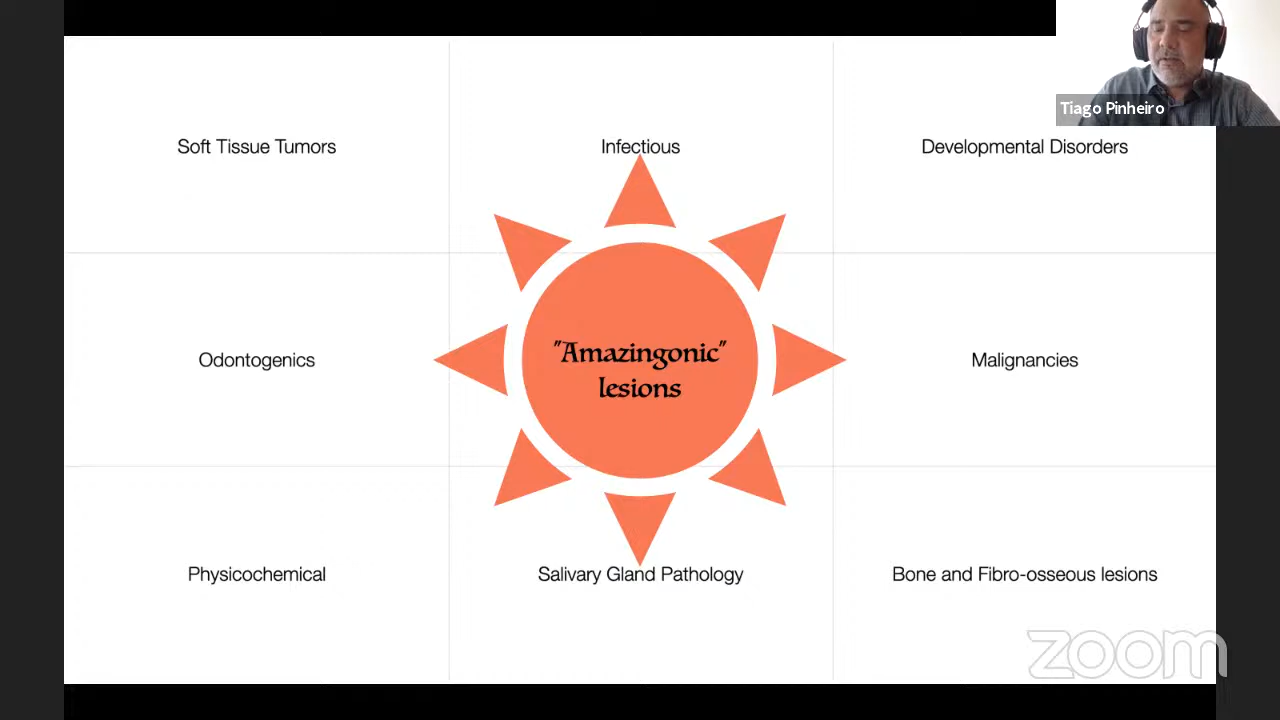 Tiago Pinheiro
Soft Tissue Tumors
Infectious
Developmental Disorders
Odontogenics
"Amazingonic"
lesions
Malignancies
Physicochemical
Salivary Gland Pathology
Bone and Fibro-osseous lesions
zoom